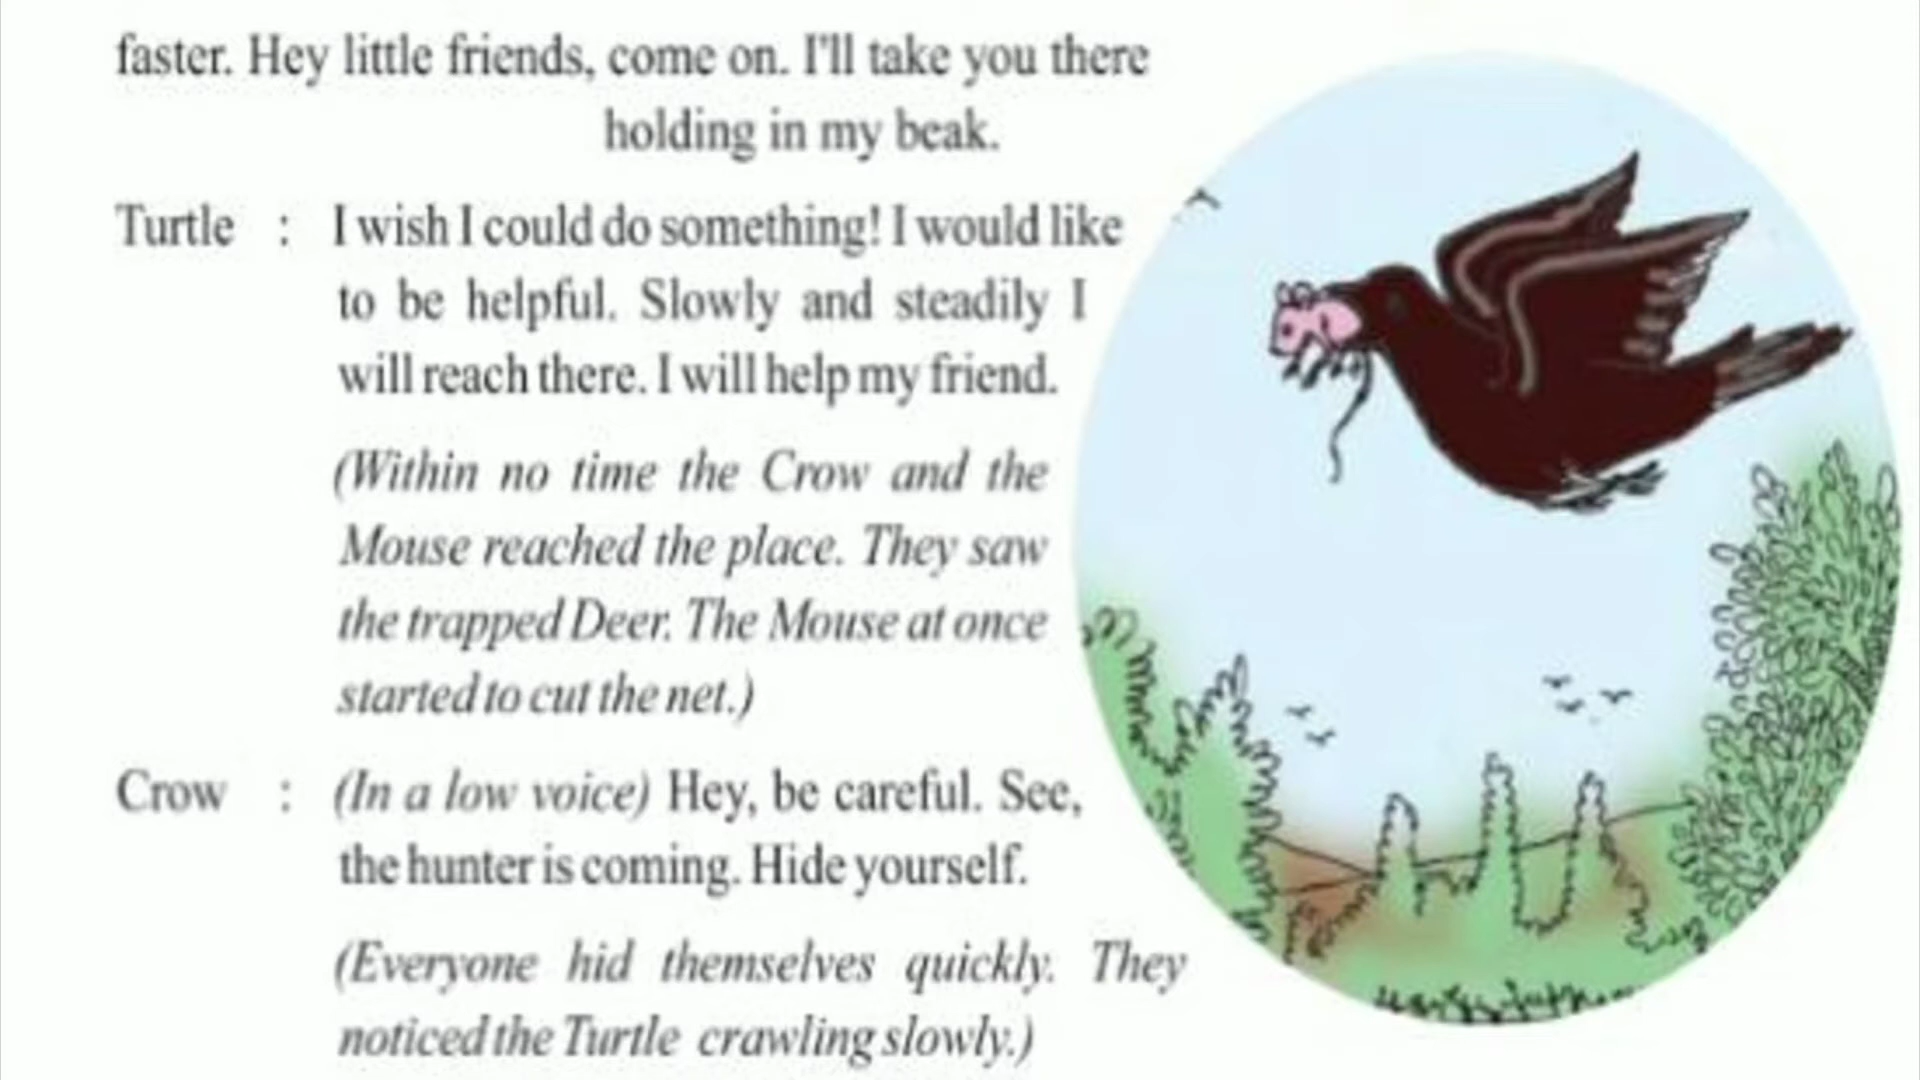 faster. Hey little friends, come on. I'll take you there
holding in my beak.
Turtle : I wish I could do something! I would like
to be helpful. Slowly and steadily I
will reach there. I will help my friend.
(Within no time the Crow and the
Mouse reached the place. They saw
the trapped Deer. The Mouse at once
started to cut the net.)
Crow : (In a low voice) Hey, be careful. See,
the hunter is coming. Hide yourself.
(Everyone hid themselves quickly. They
noticed the Turtle crawling slowly.)